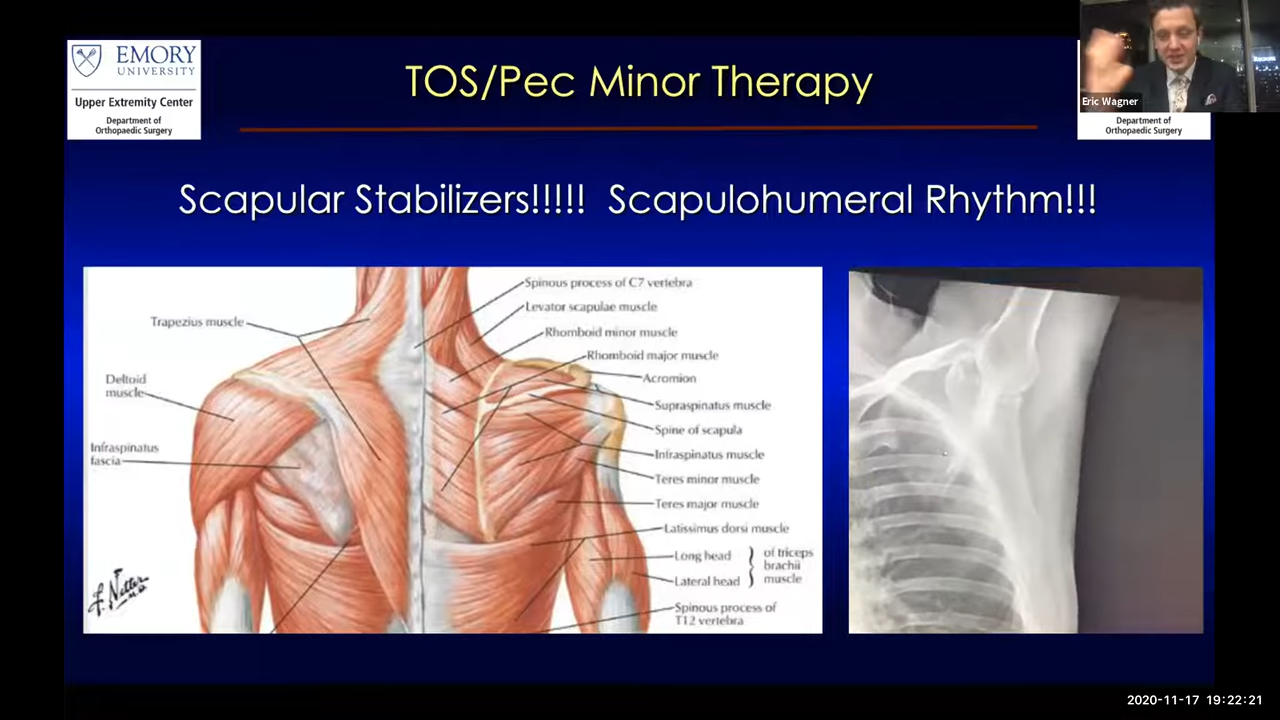 EMORY
UNIVERSITY
Upper Extremity Center
Department of
Orthopaedic Surgery
TOS/Pec Minor Therapy
Eric Wagner
Department of
Orthopaedic Surgery
Scapular Stabilizers!!!!!  Scapulohumeral Rhythm!!!
Trapezius muscle
Deltoid
muscle
Infraspinatus
fascia
Spinous process of C7 vertebra
Levator scapulae muscle
Rhomboid minor muscle
Rhomboid major muscle
Acromion
Supraspinatus muscle
Spine of scapula
Infraspinatus muscle
Teres minor muscle
Teres major muscle
Latissimus dorsi muscle
Long head
Lateral head
of triceps
brachii
muscle
Spinous process of
T12 vertebra
F. Netter
M.D.
2020-11-17 19:22:21